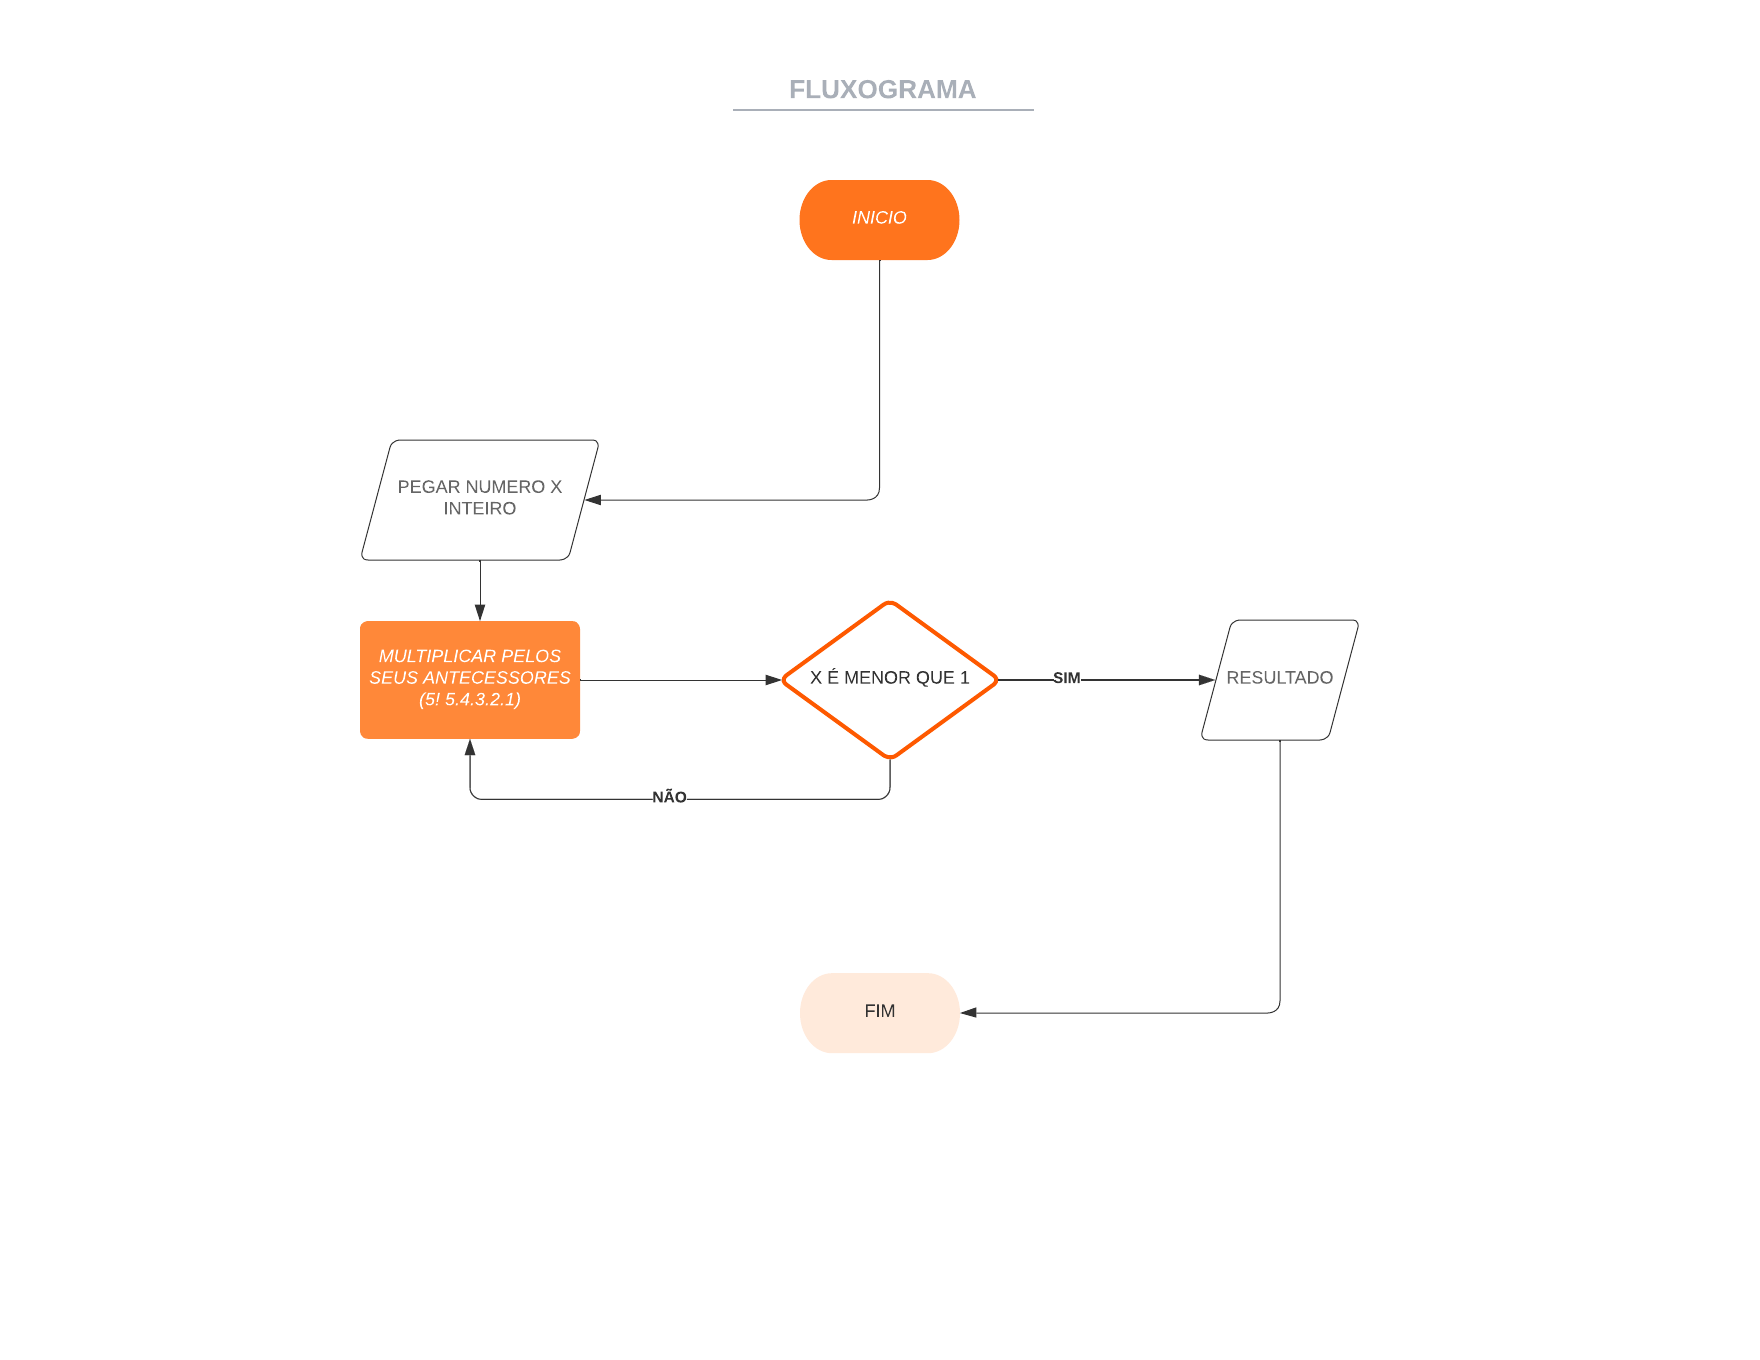 FLUXOGRAMA
INICIO
PEGAR NUMERO X
INTEIRO
MULTIPLICAR PELOS
SEUS ANTECESSORES
(5! 5.4.3.2.1)
X É MENOR QUE 1
SIM
RESULTADO
NÃO
FIM